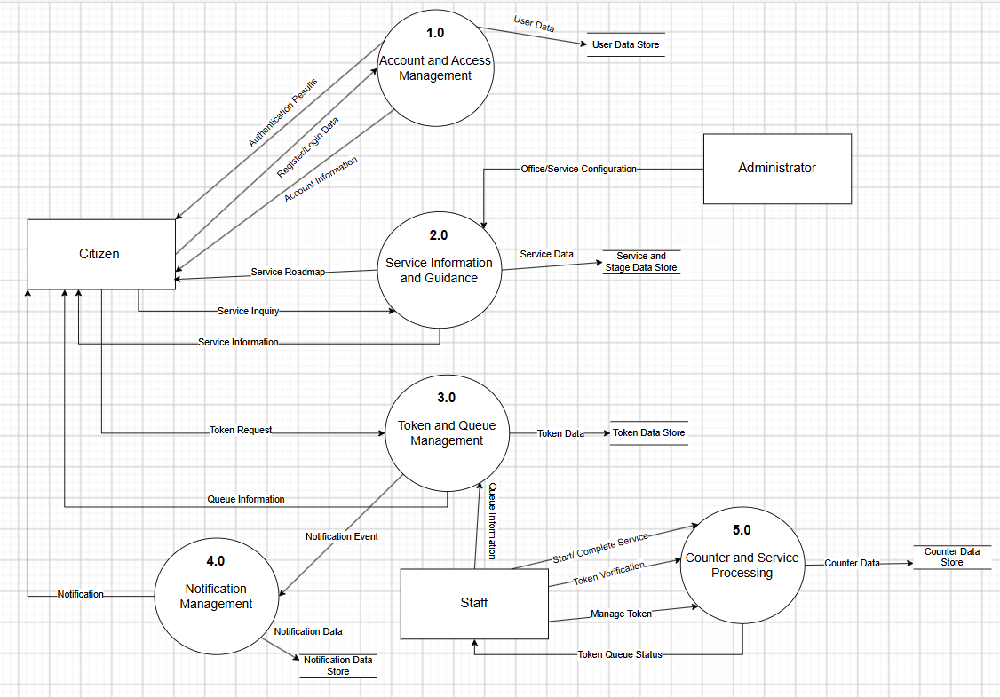 1.0
Account and Access
Management
User Data
User Data Store
Authentication Results
Register/Login Data
Account Information
Office/Service Configuration
Administrator
Citizen
2.0
Service Information
and Guidance
Service Data
Service and
Stage Data Store
Service Roadmap
Service Inquiry
Service Information
3.0
Token and Queue
Management
Token Request
Token Data
Token Data Store
Queue Information
Queue Information
Notification Event
4.0
Notification
Management
Notification
Notification Data
Notification Data
Store
Staff
Start/ Complete Service
Token Verification
Manage Token
Token Queue Status
5.0
Counter and Service
Processing
Counter Data
Counter Data
Store